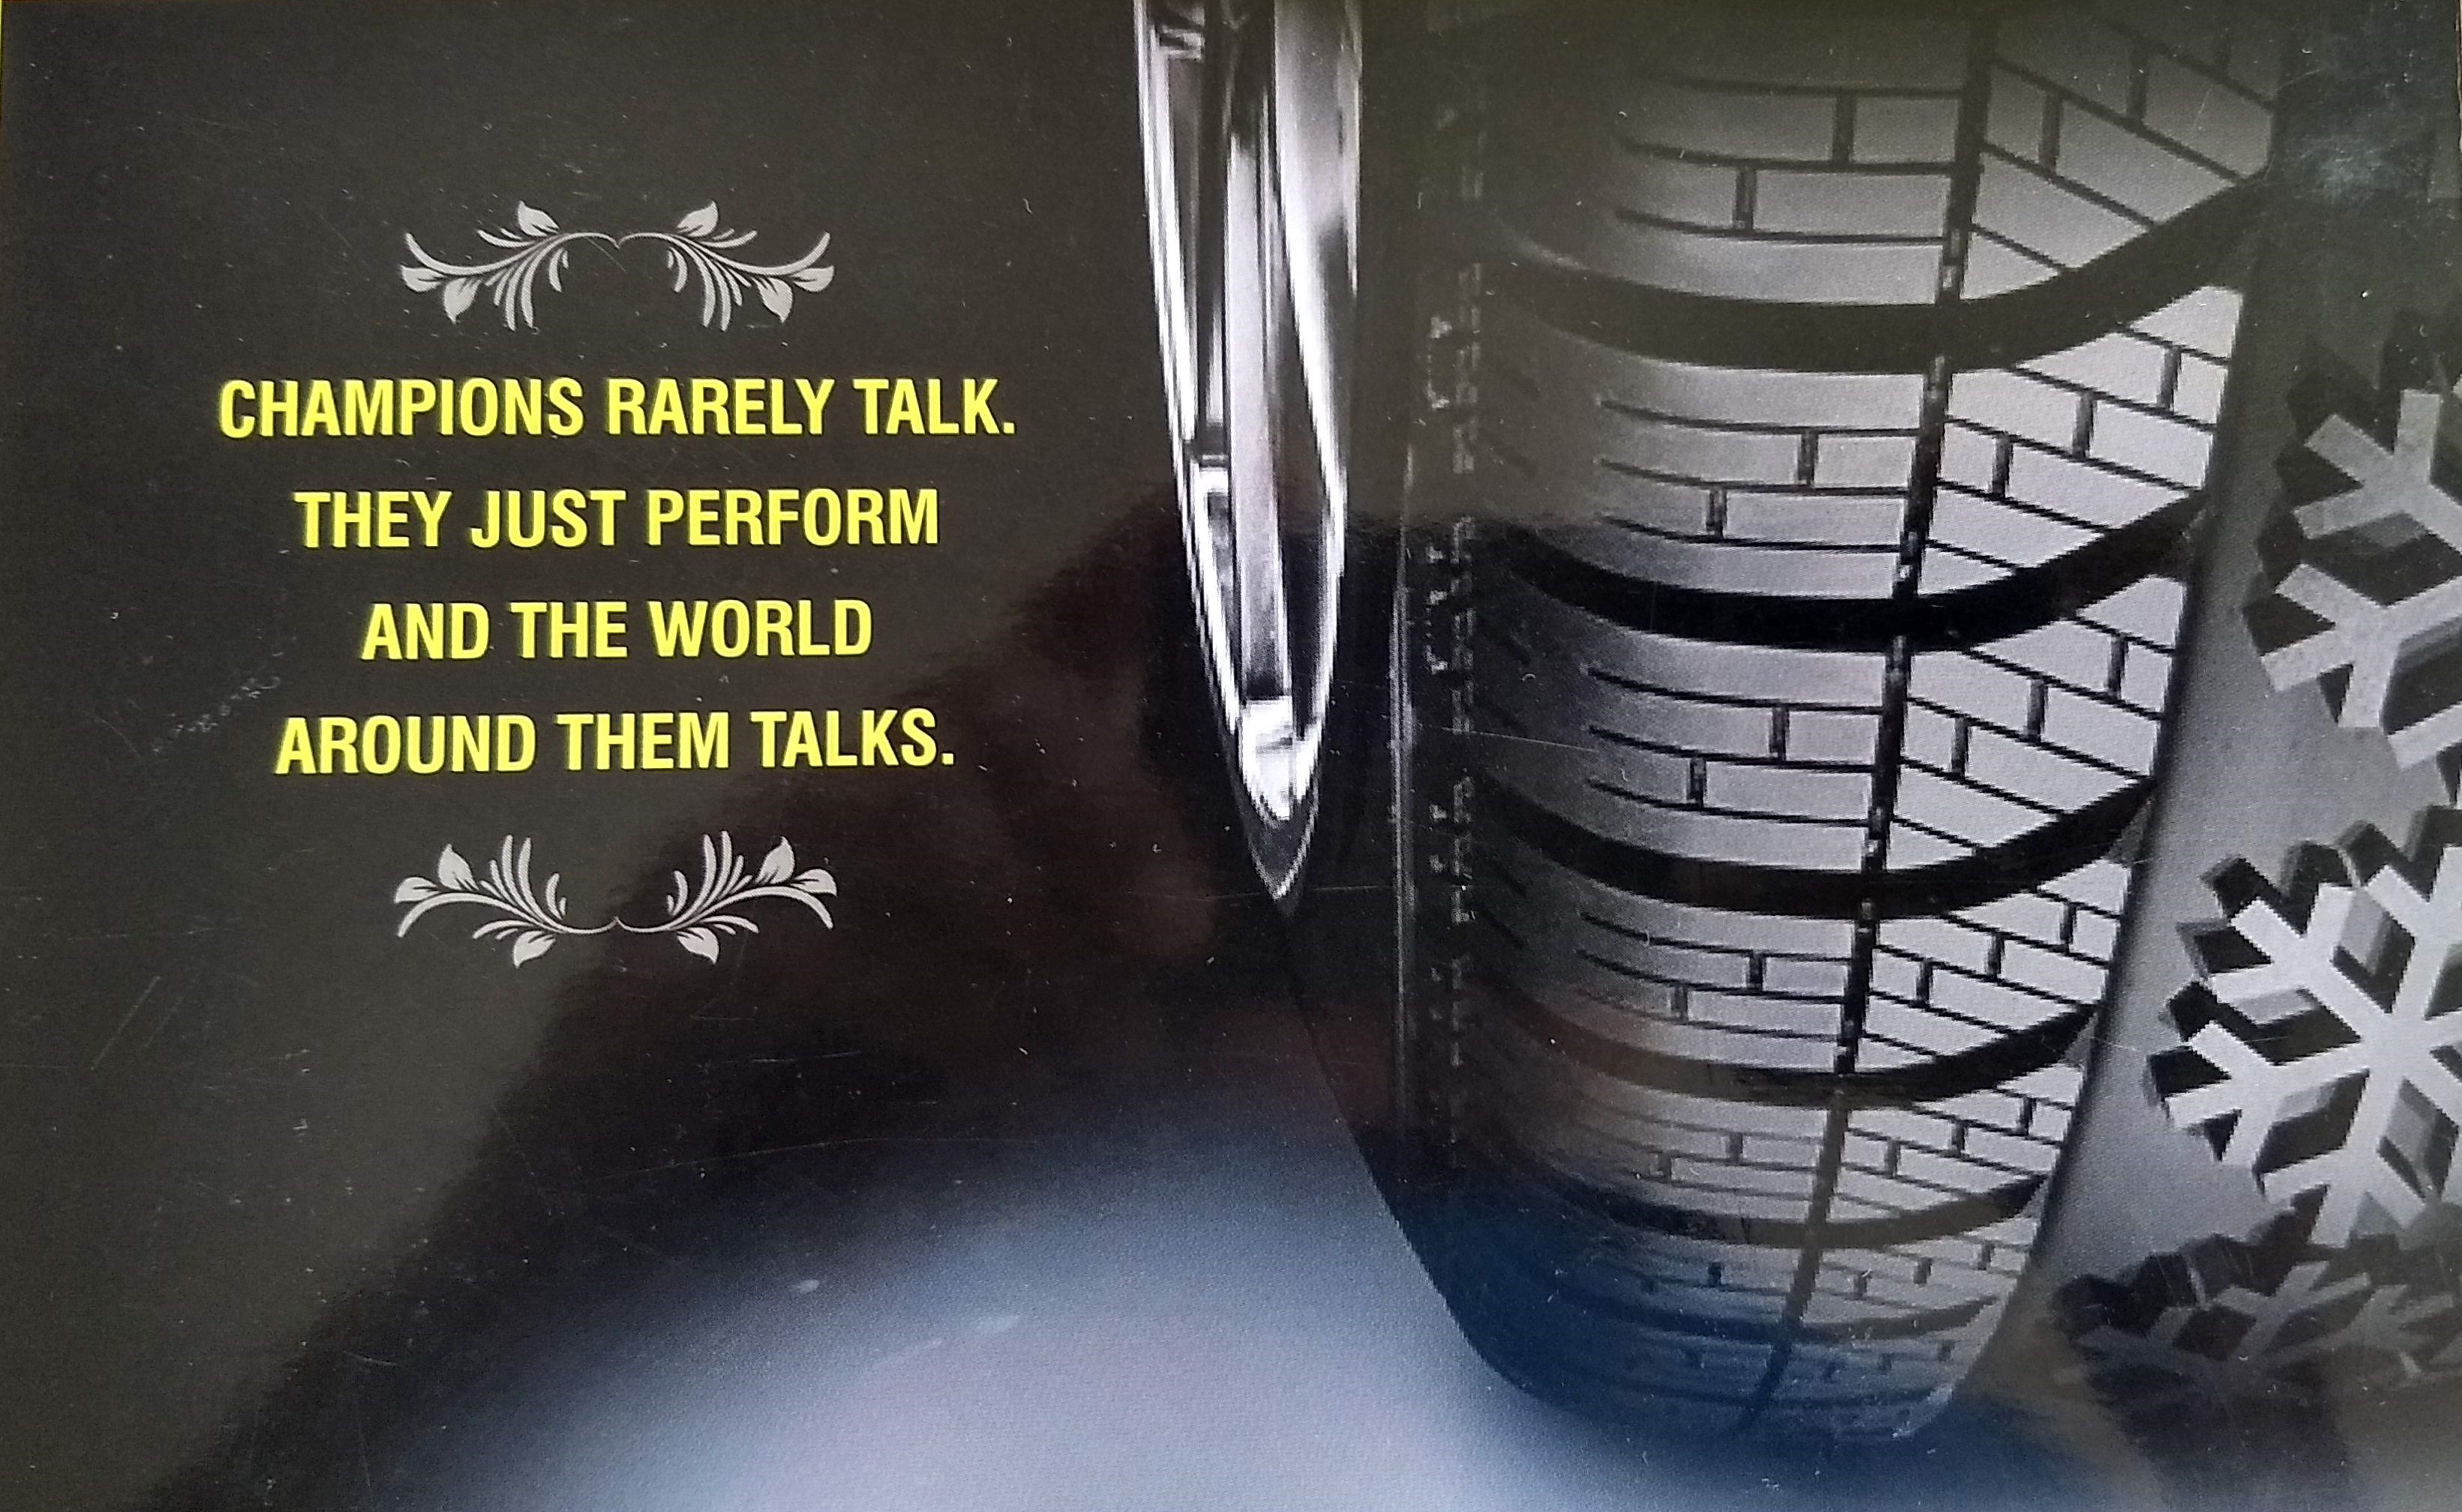 CHAMPIONS RARELY TALK.
THEY JUST PERFORM
AND THE WORLD
AROUND THEM TALKS.